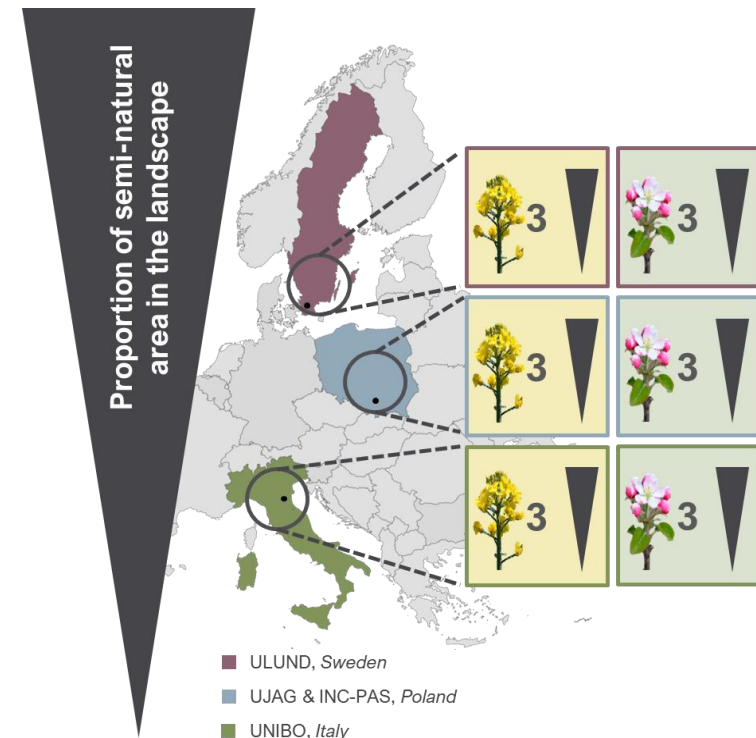 Proportion of semi-natural
area in the landscape
3
3
3
3
3
3
ULUND, Sweden
UJAG & INC-PAS, Poland
UNIBO, Italy